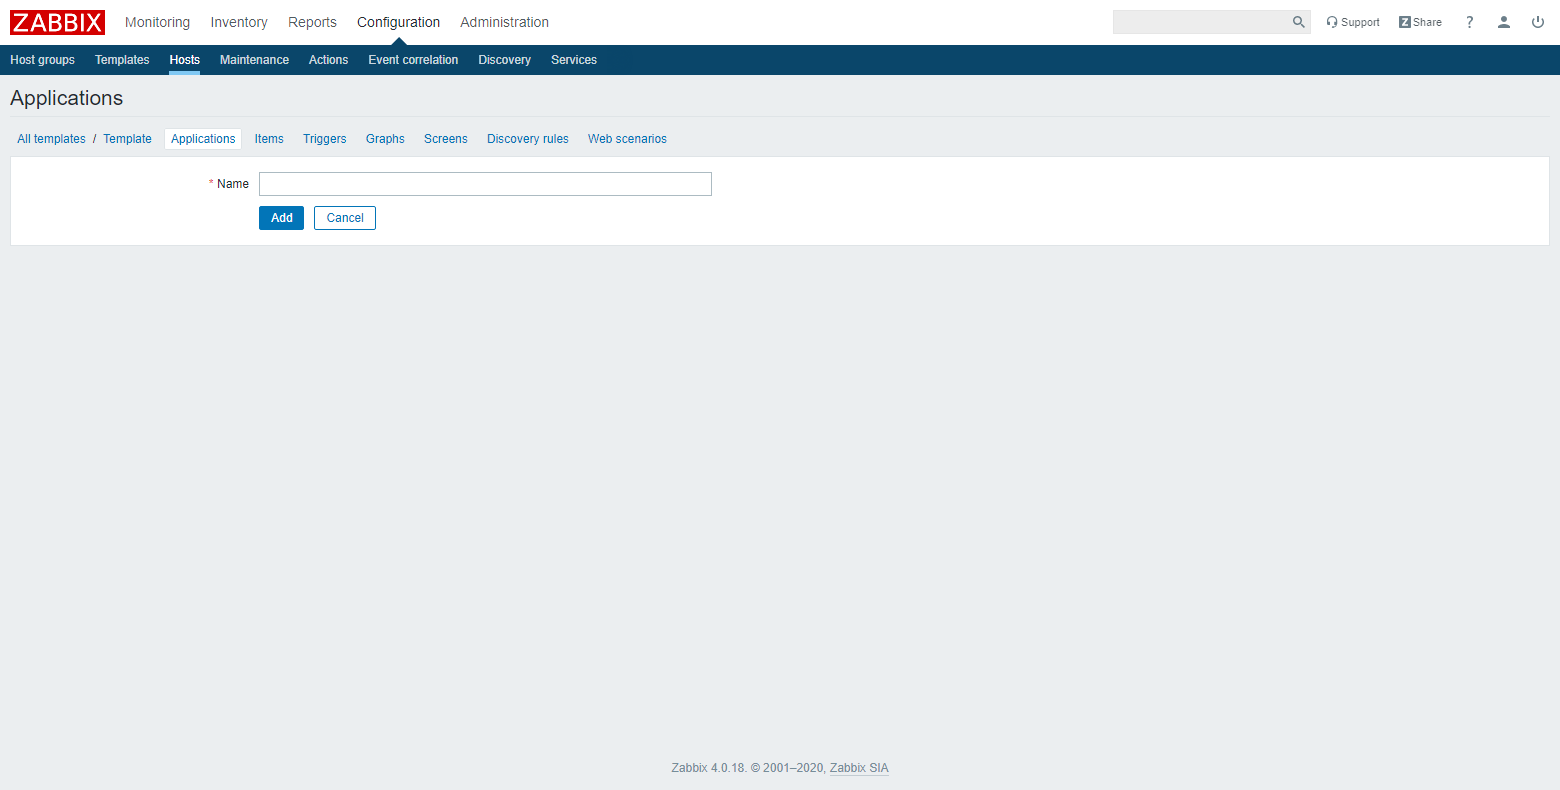 ZABBIX Monitoring Inventory Reports Configuration Administration Support Z Share ?
Host groups Templates Hosts Maintenance Actions Event correlation Discovery Services
Applications
All templates / Template Applications Items Triggers Graphs Screens Discovery rules Web scenarios
* Name
Add Cancel
Zabbix 4.0.18. © 2001–2020, Zabbix SIA